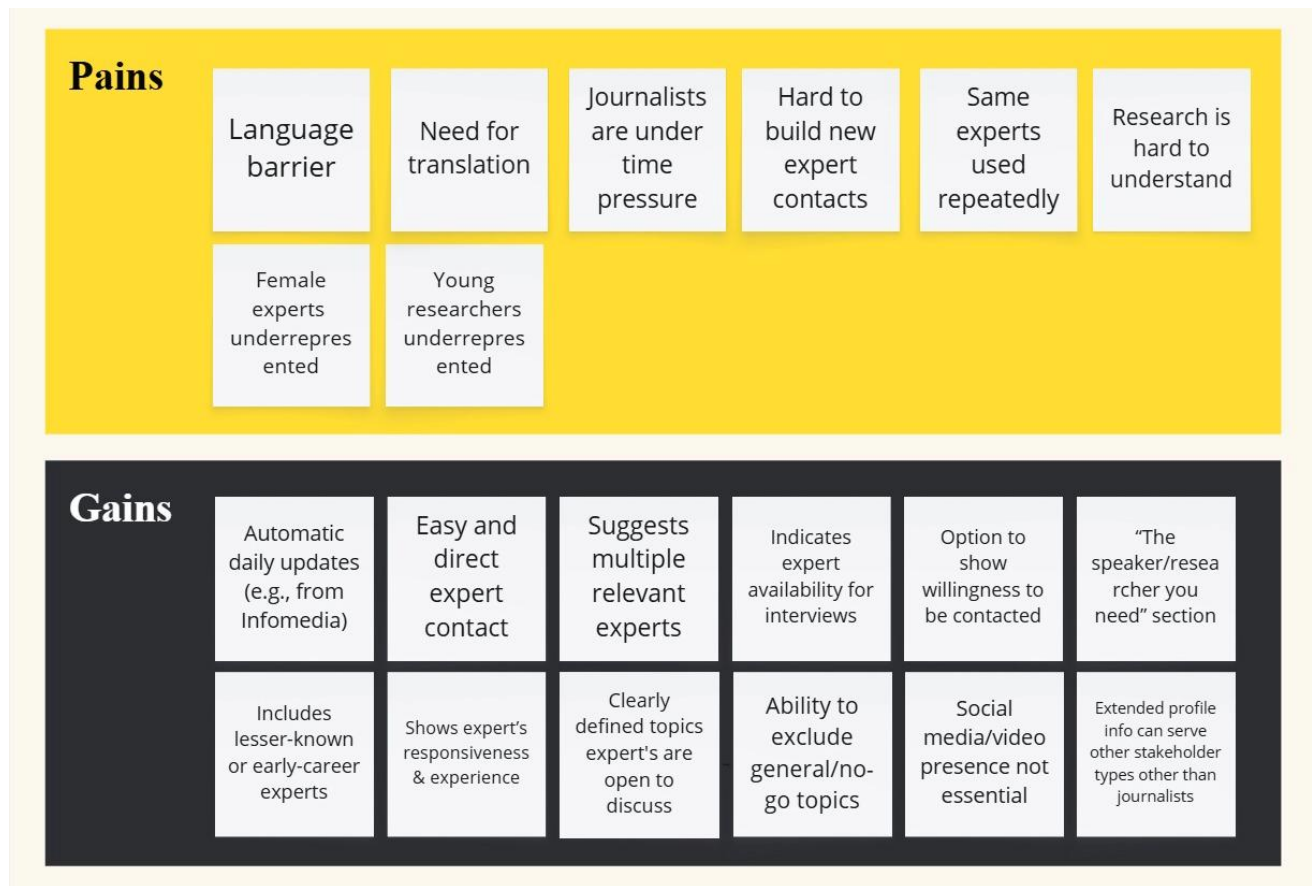 Pains
Language
barrier
Need for
translation
Journalists
are under
time
pressure
Hard to
build new
expert
contacts
Same
experts
used
repeatedly
Research is
hard to
understand
Female
experts
underrepres
ented
Young
researchers
underrepres
ented
Gains
Automatic
daily updates
(e.g., from
Infomedia)
Easy and
direct
expert
contact
Suggests
multiple
relevant
experts
Indicates
expert
availability for
interviews
Option to
show
willingness to
be contacted
“The
speaker/resea
rcher you
need” section
Includes
lesser-known
or early-career
experts
Shows expert’s
responsiveness
& experience
Clearly
defined topics
expert's are
open to
discuss
Ability to
exclude
general/no-
go topics
Social
media/video
presence not
essential
Extended profile
info can serve
other stakeholder
types other than
journalists